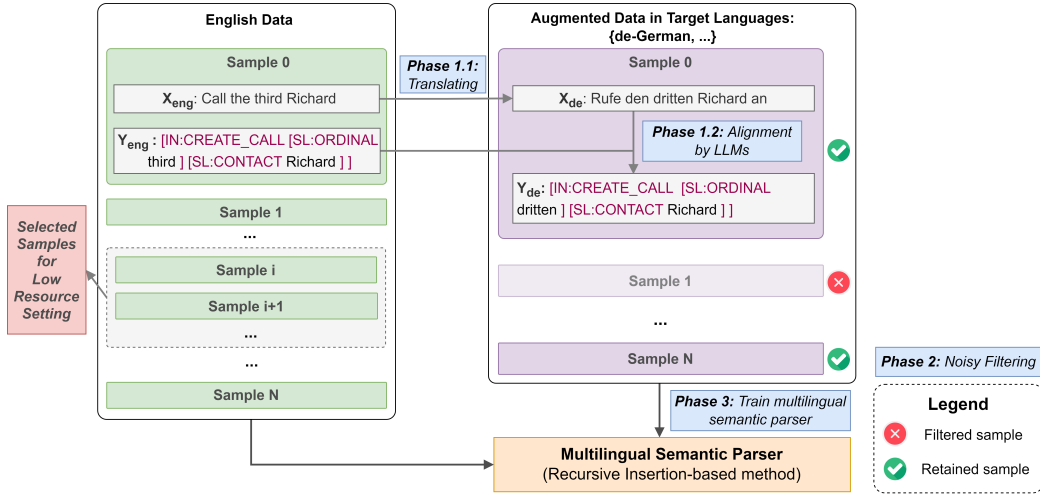 English Data
Sample 0
X_eng: Call the third Richard
Y_eng : [IN:CREATE_CALL [SL:ORDINAL
third ] [SL:CONTACT Richard ] ]
Sample 1
...
Sample i
Sample i+1
...
...
Sample N
Selected
Samples
for
Low
Resource
Setting
Phase 1.1:
Translating
Augmented Data in Target Languages:
{de-German, ...}
Sample 0
X_de: Rufe den dritten Richard an
Phase 1.2: Alignment
by LLMs
Y_de: [IN:CREATE_CALL [SL:ORDINAL
dritten ] [SL:CONTACT Richard ] ]
Sample 1
...
Sample N
Phase 2: Noisy Filtering
Legend
Filtered sample
Retained sample
Phase 3: Train multilingual
semantic parser
Multilingual Semantic Parser
(Recursive Insertion-based method)